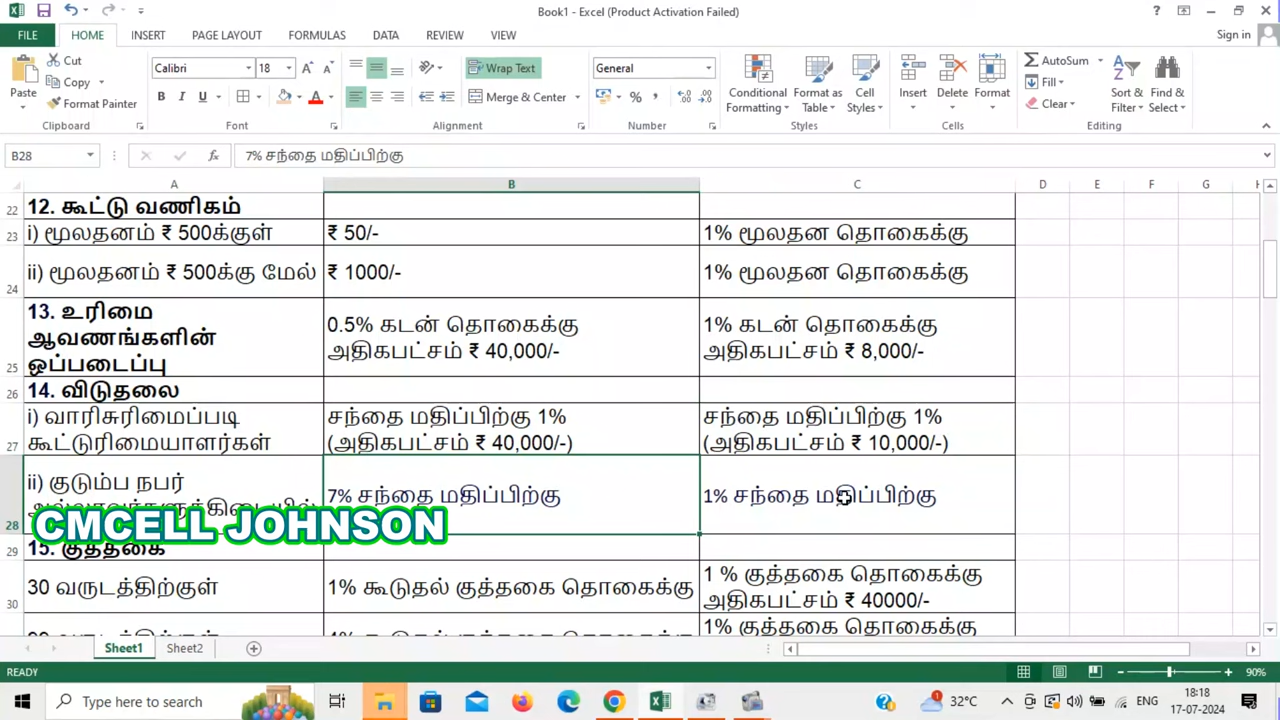 Book1 - Excel (Product Activation Failed)
Sign in
FILE HOME INSERT PAGE LAYOUT FORMULAS DATA REVIEW VIEW
Cut
Copy
Format Painter
Paste
Calibri 18
Wrap Text
Merge & Center
General
Conditional Formatting
Format as Table
Cell Styles
Insert
Delete
Format
AutoSum
Fill
Clear
Sort & Filter
Find & Select
Clipboard Font Alignment Number Styles Cells Editing
B28 7% சந்தை மதிப்பிற்கு
A B C D E F G
22 12. கூட்டு வணிகம்
23 i) மூலதனம் ₹ 500க்குள் ₹ 50/- 1% மூலதன தொகைக்கு
24 ii) மூலதனம் ₹ 500க்கு மேல் ₹ 1000/- 1% மூலதன தொகைக்கு
25 13. உரிமை
ஆவணங்களின்
ஒப்படைப்பு
0.5% கடன் தொகைக்கு
அதிகபட்சம் ₹ 40,000/-
1% கடன் தொகைக்கு
அதிகபட்சம் ₹ 8,000/-
26 14. விடுதலை
27 i) வாரிசுரிமைப்படி
கூட்டுரிமையாளர்கள்
சந்தை மதிப்பிற்கு 1%
(அதிகபட்சம் ₹ 40,000/-)
சந்தை மதிப்பிற்கு 1%
(அதிகபட்சம் ₹ 10,000/-)
28 ii) குடும்ப நபர்
7% சந்தை மதிப்பிற்கு
1% சந்தை மதிப்பிற்கு
CMCELL JOHNSON
29 15. குத்தகை
30 30 வருடத்திற்குள் 1% கூடுதல் குத்தகை தொகைக்கு
1 % குத்தகை தொகைக்கு
அதிகபட்சம் ₹ 40000/-
1% குத்தகை தொகைக்கு
Sheet1 Sheet2
READY
90%
Type here to search
32°C
ENG
18:18
17-07-2024